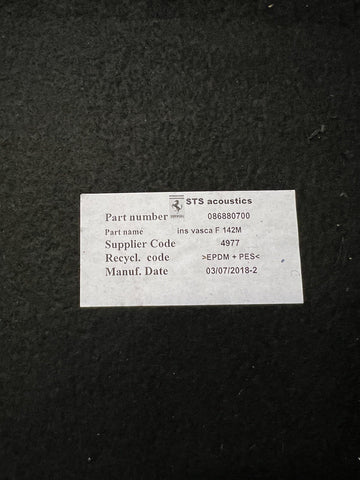 STS acoustics
Part number 086880700
Part name ins vasca F 142M
Supplier Code 4977
Recycl. code >EPDM + PES<
Manuf. Date 03/07/2018-2